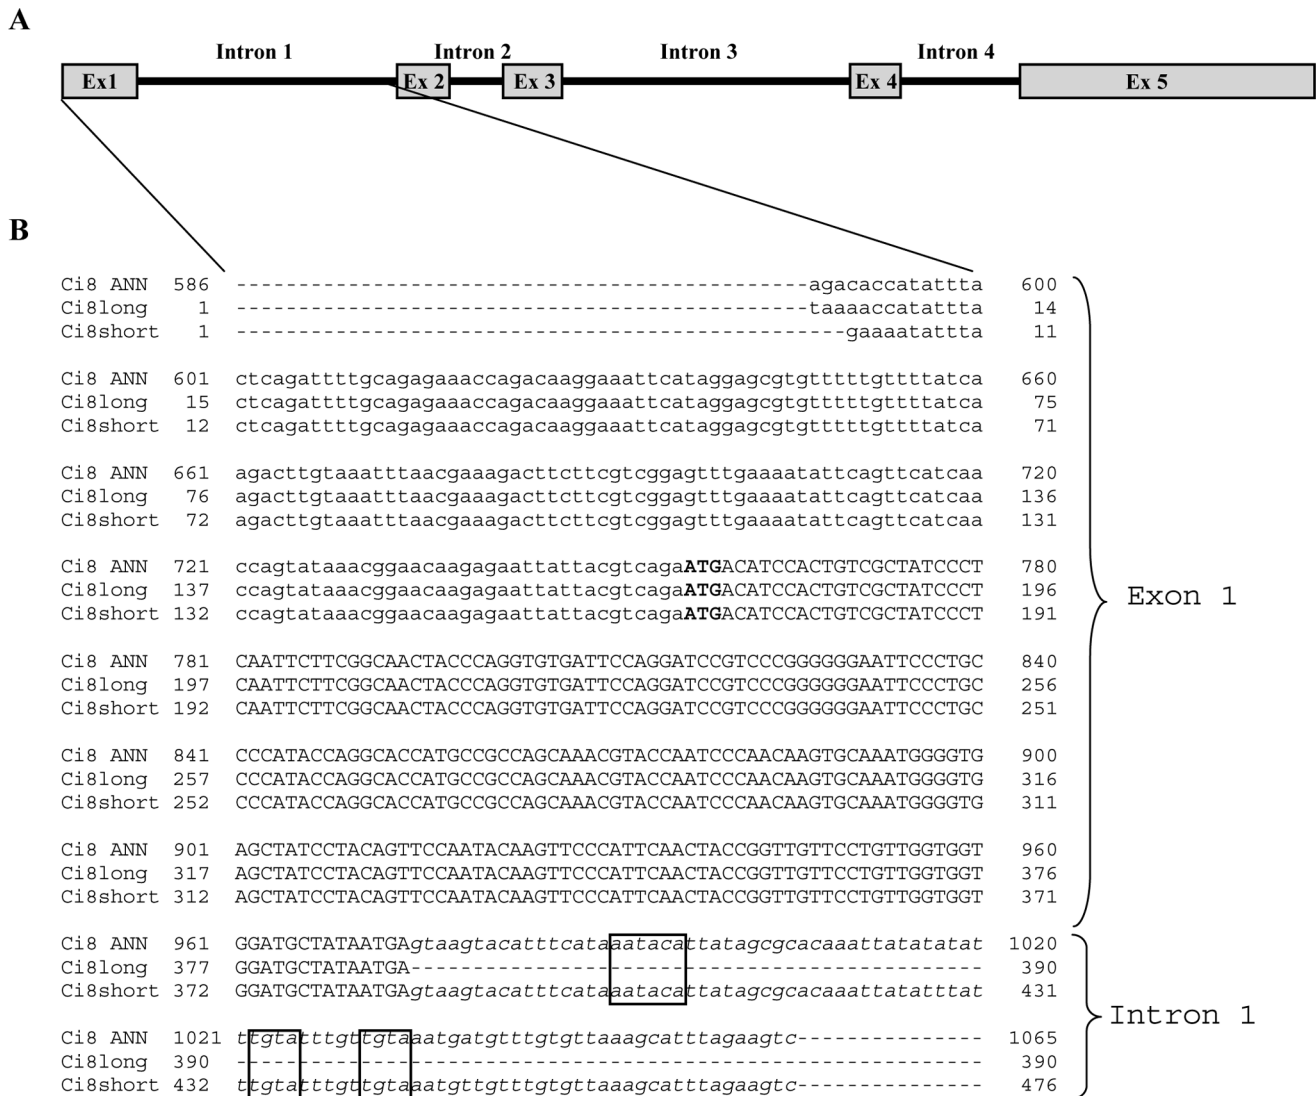 A
Intron 1 Intron 2 Intron 3 Intron 4
Ex1 Ex 2 Ex 3 Ex 4 Ex 5
B
Ci8 ANN 586 ----------------------------------------------agacaccatattta 600
Ci8long 1 ----------------------------------------------taaaaccatattta 14
Ci8short 1 -------------------------------------------------gaaaatattta 11
Ci8 ANN 601 ctcagattttgcagagaaaccagacaaggaaattcataggagcgtgtttttgttttatca 660
Ci8long 15 ctcagattttgcagagaaaccagacaaggaaattcataggagcgtgtttttgttttatca 75
Ci8short 12 ctcagattttgcagagaaaccagacaaggaaattcataggagcgtgtttttgttttatca 71
Ci8 ANN 661 agacttgtaaatttaacgaaagacttcttcgtcggagtttgaaaatattcagttcatcaa 720
Ci8long 76 agacttgtaaatttaacgaaagacttcttcgtcggagtttgaaaatattcagttcatcaa 136
Ci8short 72 agacttgtaaatttaacgaaagacttcttcgtcggagtttgaaaatattcagttcatcaa 131
Ci8 ANN 721 ccagtataaacggaacaagagaattattacgtcagaATGACATCCACTGTCGCTATCCCT 780
Ci8long 137 ccagtataaacggaacaagagaattattacgtcagaATGACATCCACTGTCGCTATCCCT 196
Ci8short 132 ccagtataaacggaacaagagaattattacgtcagaATGACATCCACTGTCGCTATCCCT 191
Exon 1
Ci8 ANN 781 CAATTCTTCGGCAACTACCCAGGTGTGATTCCAGGATCCGTCCCGGGGGGAATTCCCTGC 840
Ci8long 197 CAATTCTTCGGCAACTACCCAGGTGTGATTCCAGGATCCGTCCCGGGGGGAATTCCCTGC 256
Ci8short 192 CAATTCTTCGGCAACTACCCAGGTGTGATTCCAGGATCCGTCCCGGGGGGAATTCCCTGC 251
Ci8 ANN 841 CCCATACCAGGCACCATGCCGCCAGCAAACGTACCAATCCCAACAAGTGCAAATGGGGTG 900
Ci8long 257 CCCATACCAGGCACCATGCCGCCAGCAAACGTACCAATCCCAACAAGTGCAAATGGGGTG 316
Ci8short 252 CCCATACCAGGCACCATGCCGCCAGCAAACGTACCAATCCCAACAAGTGCAAATGGGGTG 311
Ci8 ANN 901 AGCTATCCTACAGTTCCAATACAAGTTCCCATTCAACTACCGGTTGTTCCTGTTGGTGGT 960
Ci8long 317 AGCTATCCTACAGTTCCAATACAAGTTCCCATTCAACTACCGGTTGTTCCTGTTGGTGGT 376
Ci8short 312 AGCTATCCTACAGTTCCAATACAAGTTCCCATTCAACTACCGGTTGTTCCTGTTGGTGGT 371
Ci8 ANN 961 GGATGCTATAATGAgtaagtacatttcataaatacattatagcgcacaaattatatatat 1020
Ci8long 377 GGATGCTATAATGA---------------------------------------------- 390
Ci8short 372 GGATGCTATAATGAgtaagtacatttcataaatacattatagcgcacaaattatatttat 431
Intron 1
Ci8 ANN 1021 ttgtatttgttgtaaatgatgtttgtgttaaagcatttagaagtc--------------- 1065
Ci8long 390 ------------------------------------------------------------ 390
Ci8short 432 ttgtatttgttgtaaatgttgtttgtgttaaagcatttagaagtc--------------- 476